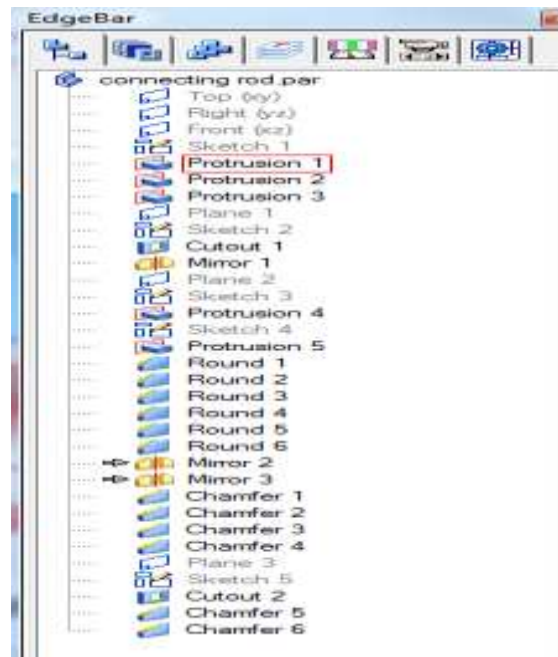 EdgeBar
connecting rod.par
Top (xy)
Right (yz)
Front (xz)
Sketch 1
Protrusion 1
Protrusion 2
Protrusion 3
Plane 1
Sketch 2
Cutout 1
Mirror 1
Plane 2
Sketch 3
Protrusion 4
Sketch 4
Protrusion 5
Round 1
Round 2
Round 3
Round 4
Round 5
Round 6
Mirror 2
Mirror 3
Chamfer 1
Chamfer 2
Chamfer 3
Chamfer 4
Plane 3
Sketch 5
Cutout 2
Chamfer 5
Chamfer 6